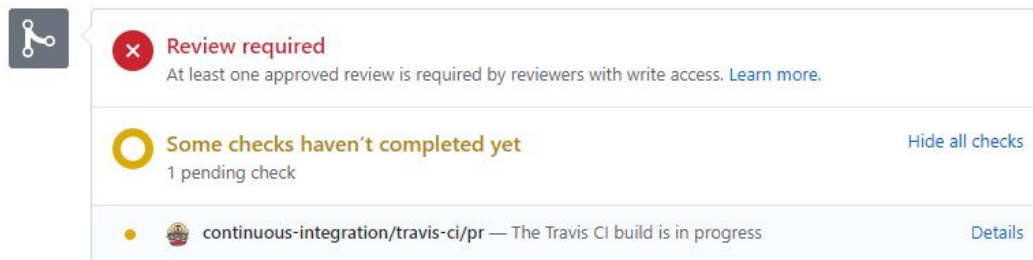 Review required
At least one approved review is required by reviewers with write access. Learn more.
Some checks haven't completed yet
Hide all checks
1 pending check
continuous-integration/travis-ci/pr — The Travis CI build is in progress
Details